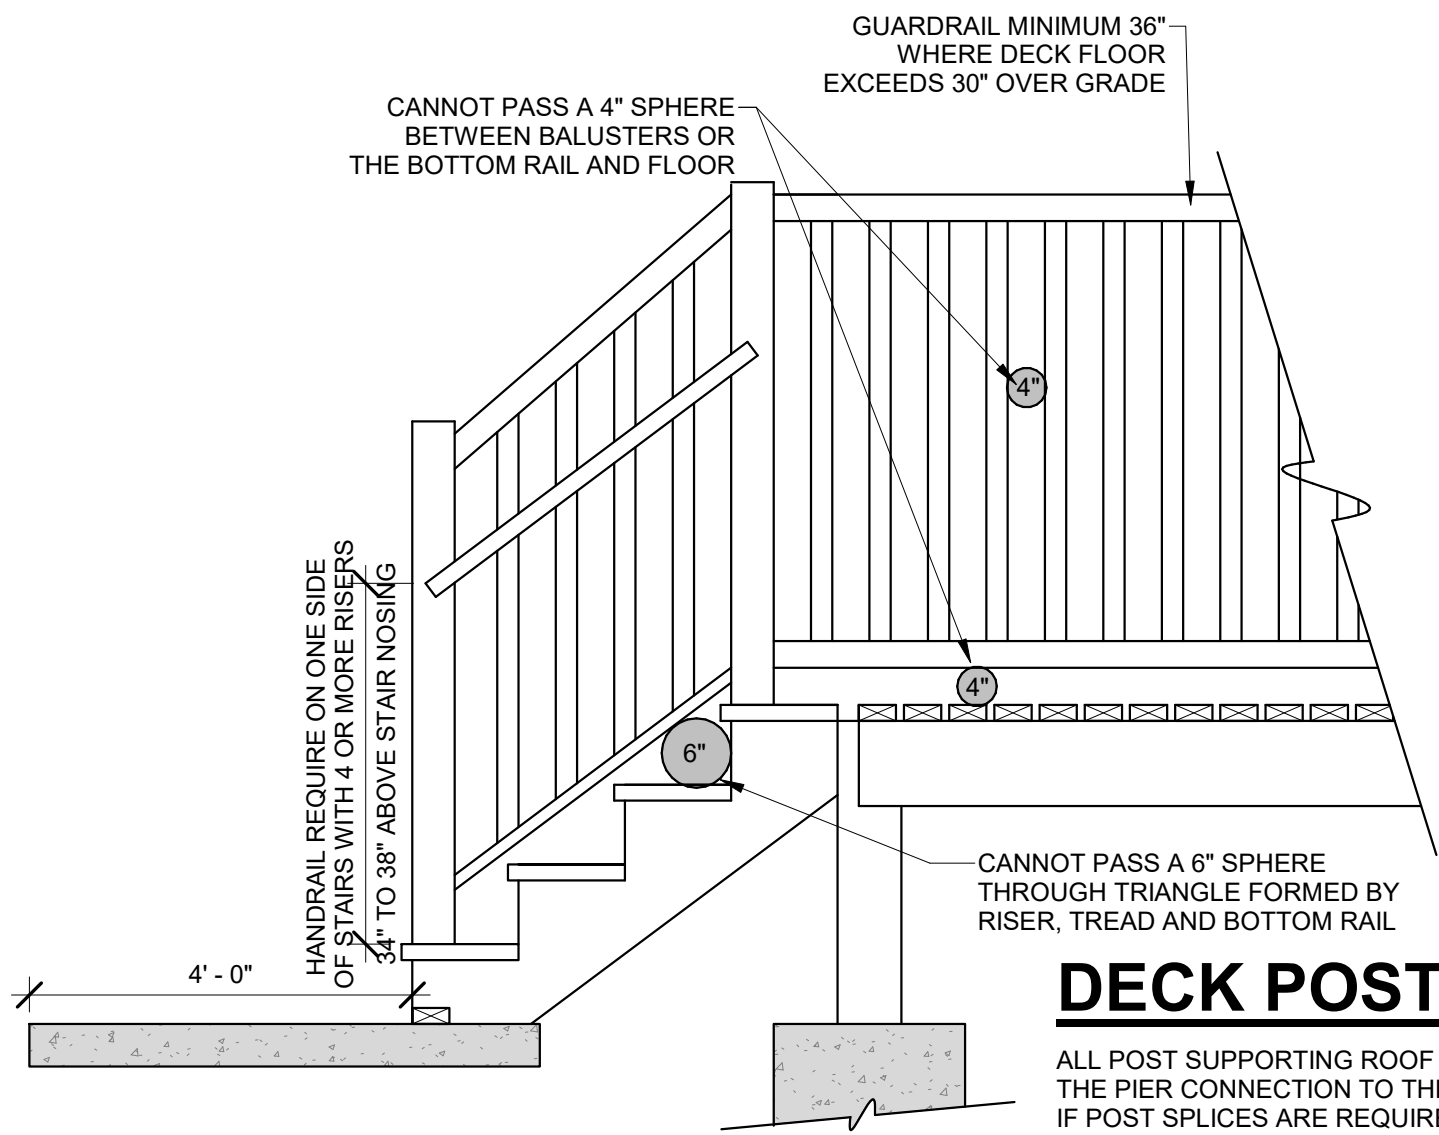 GUARDRAIL MINIMUM 36"
WHERE DECK FLOOR
EXCEEDS 30" OVER GRADE
CANNOT PASS A 4" SPHERE
BETWEEN BALUSTERS OR
THE BOTTOM RAIL AND FLOOR
4"
4"
6"
HANDRAIL REQUIRE ON ONE SIDE
OF STAIRS WITH 4 OR MORE RISERS
34" TO 38" ABOVE STAIR NOSING
CANNOT PASS A 6" SPHERE
THROUGH TRIANGLE FORMED BY
RISER, TREAD AND BOTTOM RAIL
4' - 0"
DECK POST
ALL POST SUPPORTING ROOF
THE PIER CONNECTION TO THE
IF POST SPLICES ARE REQUIRE